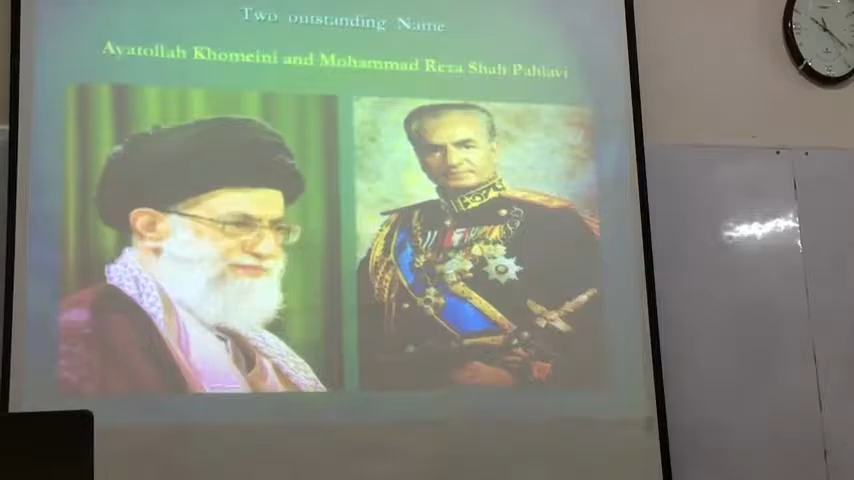 Two outstanding Name
Ayatollah Khomeini and Mohammad Reza Shah Pahlavi